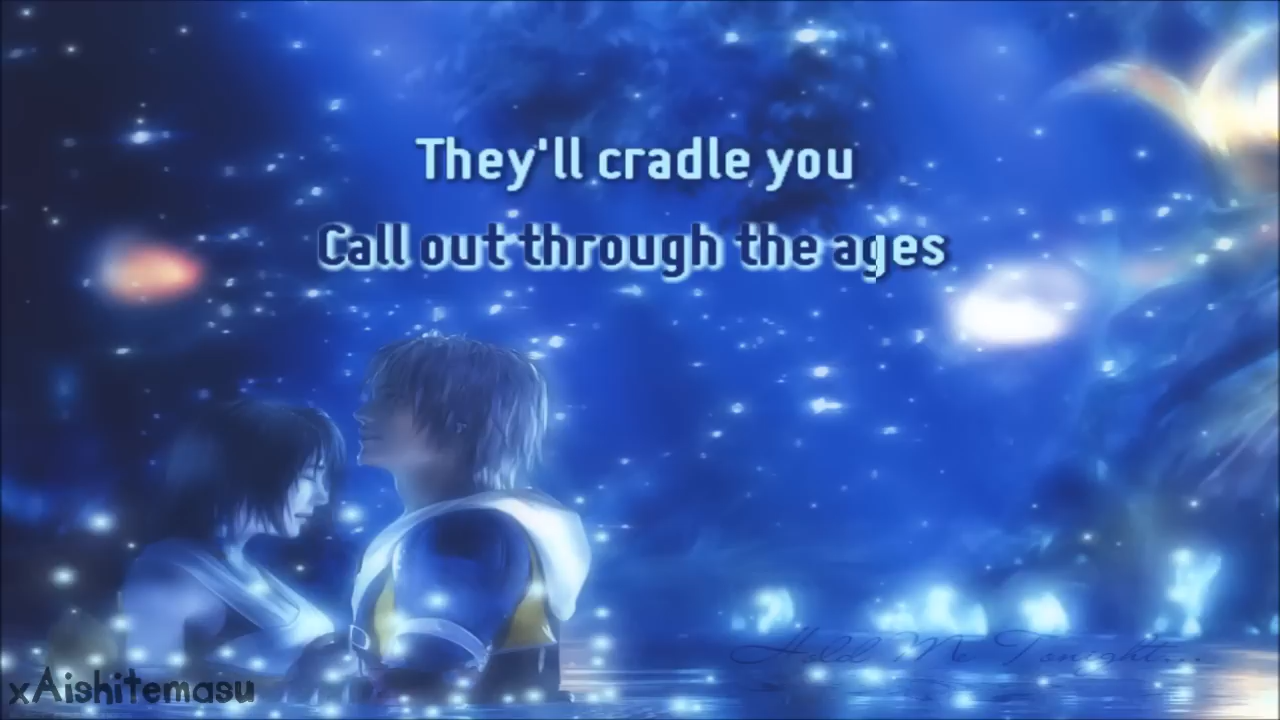 They'll cradle you
Call out through the ages
Hold Me Tonight...
xAishitemasu